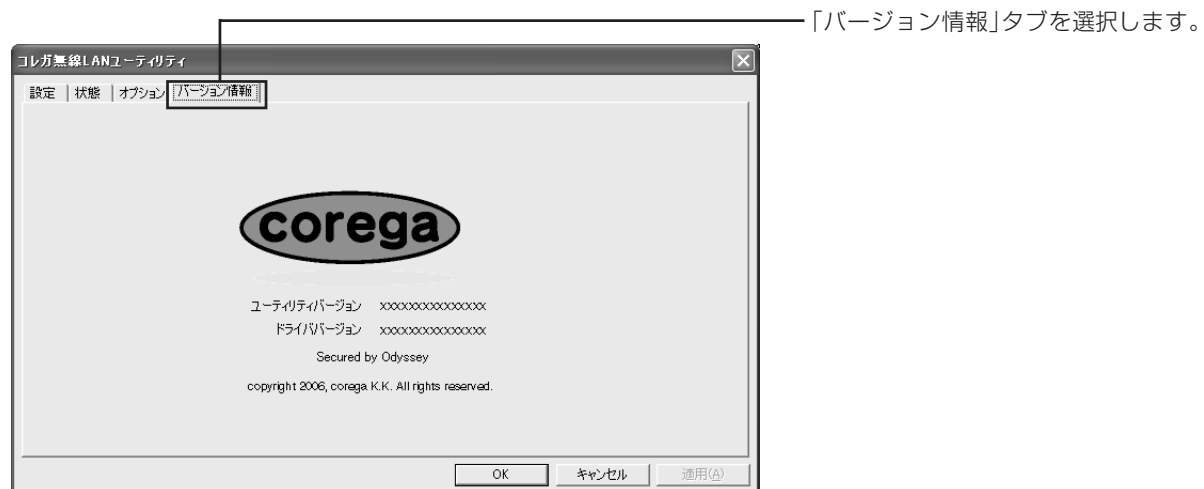 「バージョン情報」タブを選択します。
コレガ無線LANユーティリティ
設定 状態 オプション バージョン情報
corega
ユーティリティバージョン xxxxxxxxxxxxxxx
ドライババージョン xxxxxxxxxxxxxxx
Secured by Odyssey
copyright 2006, corega K.K. All rights reserved.
OK キャンセル 適用(A)